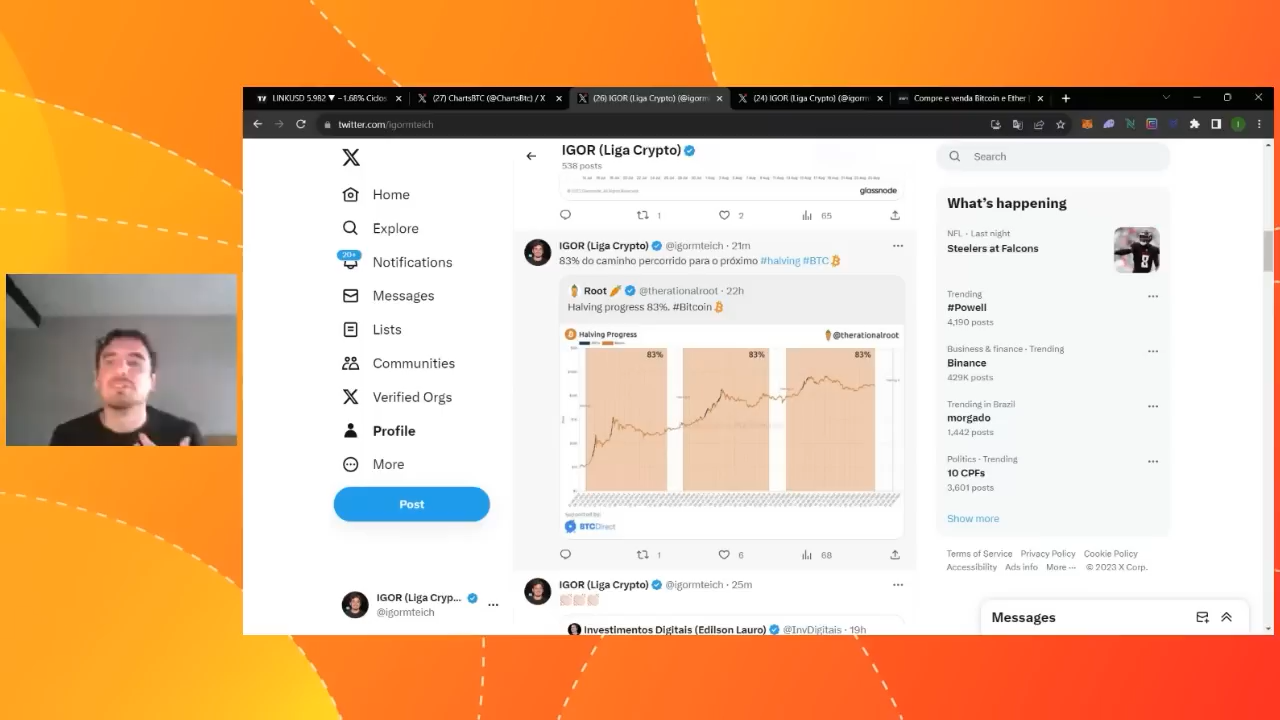 LINKUSD 5.982 ▼ −1.68% Ciclos
(27) ChartsBTC (@ChartsBtc) / X
(26) IGOR (Liga Crypto) (@igorm
(24) IGOR (Liga Crypto) (@igorm
Compre e venda Bitcoin e Ether
twitter.com/igormteich
Home
Explore
20+
Notifications
Messages
Lists
Communities
Verified Orgs
Profile
More
Post
IGOR (Liga Cryp...
@igormteich
IGOR (Liga Crypto)
538 posts
glassnode
1
2
65
IGOR (Liga Crypto) @igormteich · 21m
83% do caminho percorrido para o próximo #halving #BTC
Root @therationalroot · 22h
Halving progress 83%. #Bitcoin
Halving Progress
@therationalroot
83%
83%
83%
BTCDirect
1
6
68
IGOR (Liga Crypto) @igormteich · 25m
Investimentos Digitais (Edilson Lauro) @InvDigitais · 19h
Search
What's happening
NFL · Last night
Steelers at Falcons
Trending
#Powell
4,190 posts
Business & finance · Trending
Binance
429K posts
Trending in Brazil
morgado
1,442 posts
Politics · Trending
10 CPFs
3,601 posts
Show more
Terms of Service Privacy Policy Cookie Policy
Accessibility Ads info More ··· © 2023 X Corp.
Messages